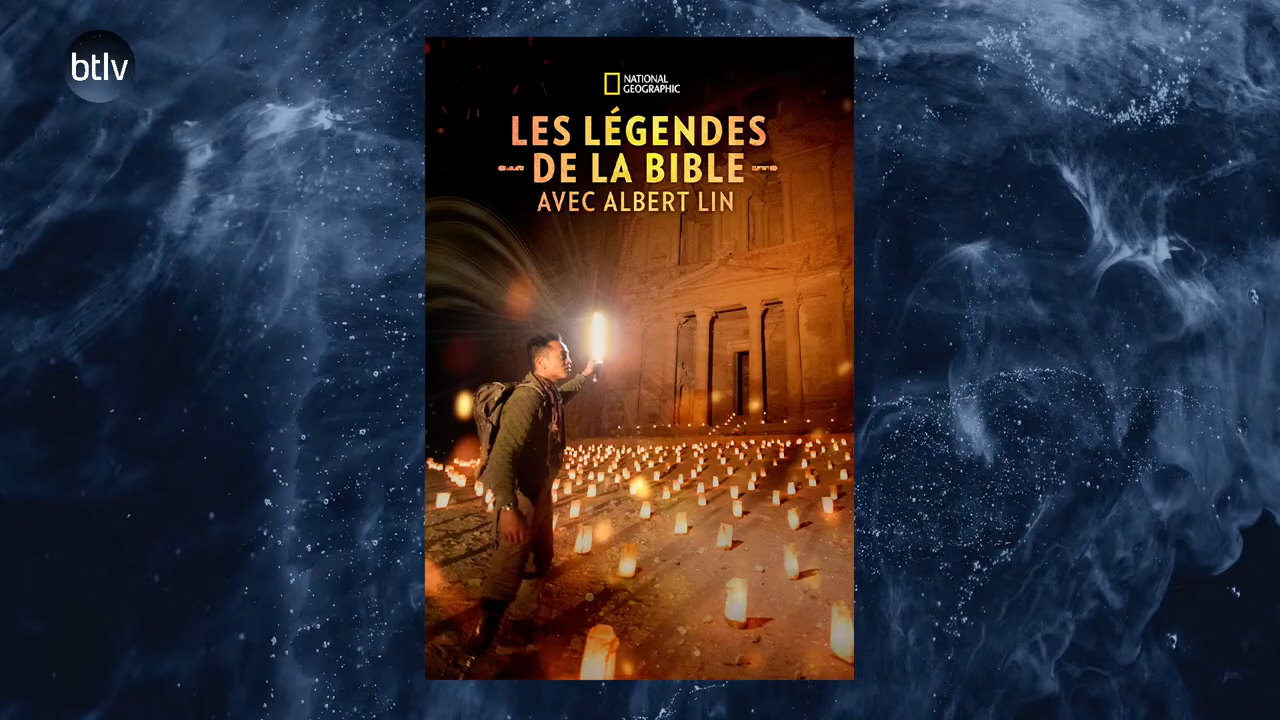 btlv
NATIONAL
GEOGRAPHIC
LES LÉGENDES
DE LA BIBLE
AVEC ALBERT LIN